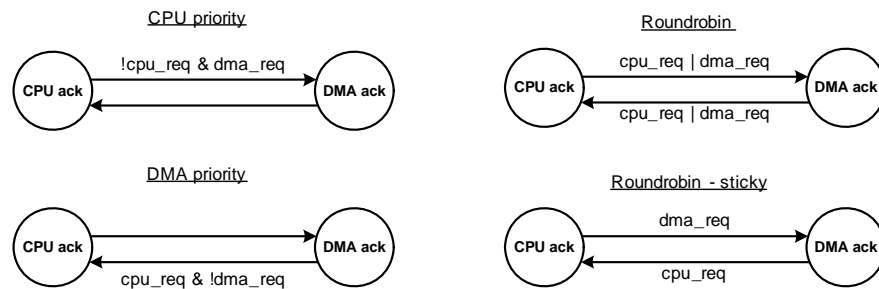 CPU priority
CPU ack
!cpu_req & dma_req
DMA ack
Roundrobin
CPU ack
cpu_req | dma_req
cpu_req | dma_req
DMA ack
DMA priority
CPU ack
cpu_req & !dma_req
DMA ack
Roundrobin - sticky
CPU ack
dma_req
cpu_req
DMA ack